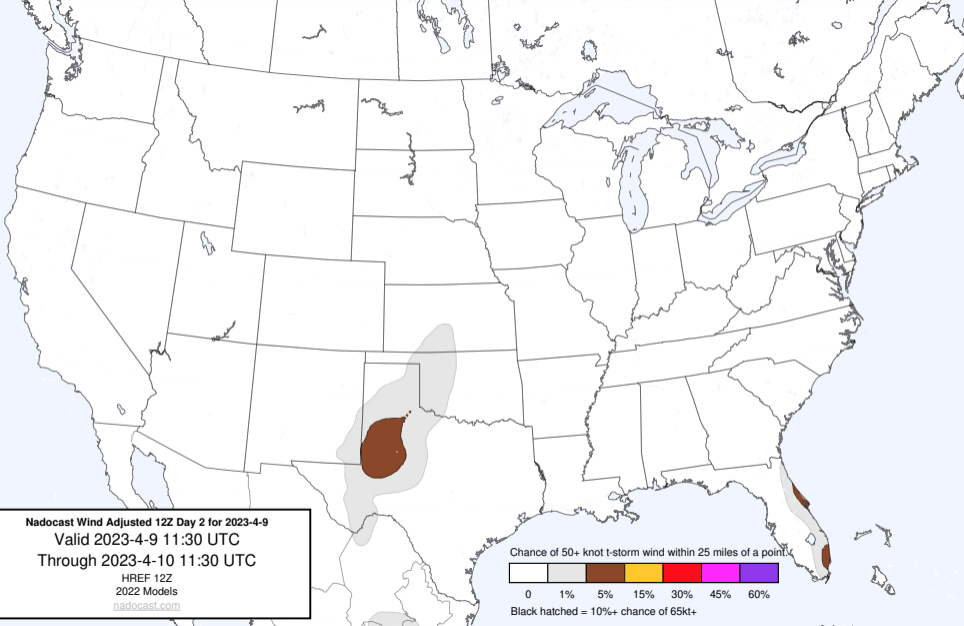 Nadocast Wind Adjusted 12Z Day 2 for 2023-4-9
Valid 2023-4-9 11:30 UTC
Through 2023-4-10 11:30 UTC
HREF 12Z
2022 Models
nadocast.com
Chance of 50+ knot t-storm wind within 25 miles of a point.
0 1% 5% 15% 30% 45% 60%
Black hatched = 10%+ chance of 65kt+